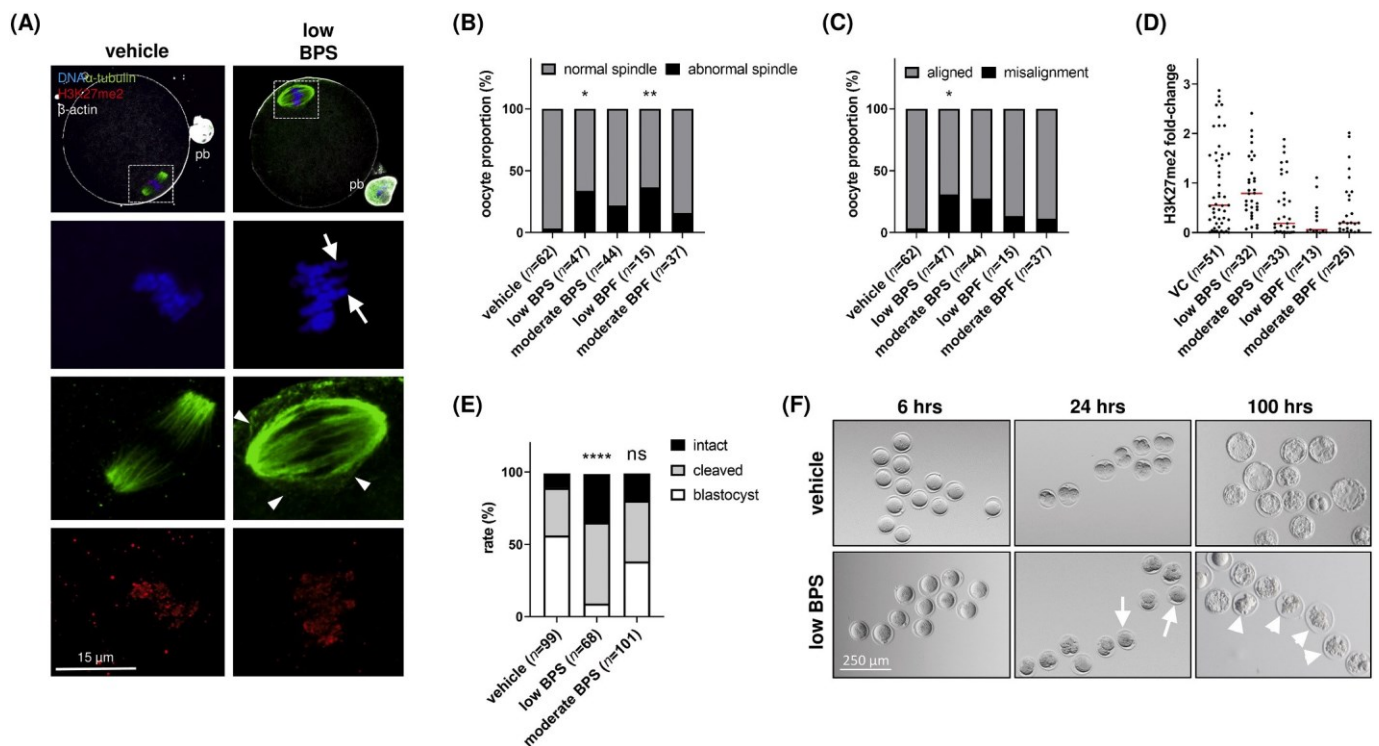 (A)
vehicle
low
BPS
DNA α-tubulin
H3K27me2
β-actin
pb
pb
15 µm
(B)
normal spindle abnormal spindle
oocyte proportion (%)
100
50
0
* **
vehicle (n=62)
low BPS (n=47)
moderate BPS (n=44)
low BPF (n=15)
moderate BPF (n=37)
(C)
aligned misalignment
oocyte proportion (%)
100
50
0
*
vehicle (n=62)
low BPS (n=47)
moderate BPS (n=44)
low BPF (n=15)
moderate BPF (n=37)
(D)
H3K27me2 fold-change
3
2
1
0
VC (n=51)
low BPS (n=32)
moderate BPS (n=33)
low BPF (n=13)
moderate BPF (n=25)
(E)
intact
cleaved
blastocyst
rate (%)
100
50
0
**** ns
vehicle (n=99)
low BPS (n=68)
moderate BPS (n=101)
(F)
6 hrs 24 hrs 100 hrs
vehicle
low BPS
250 µm